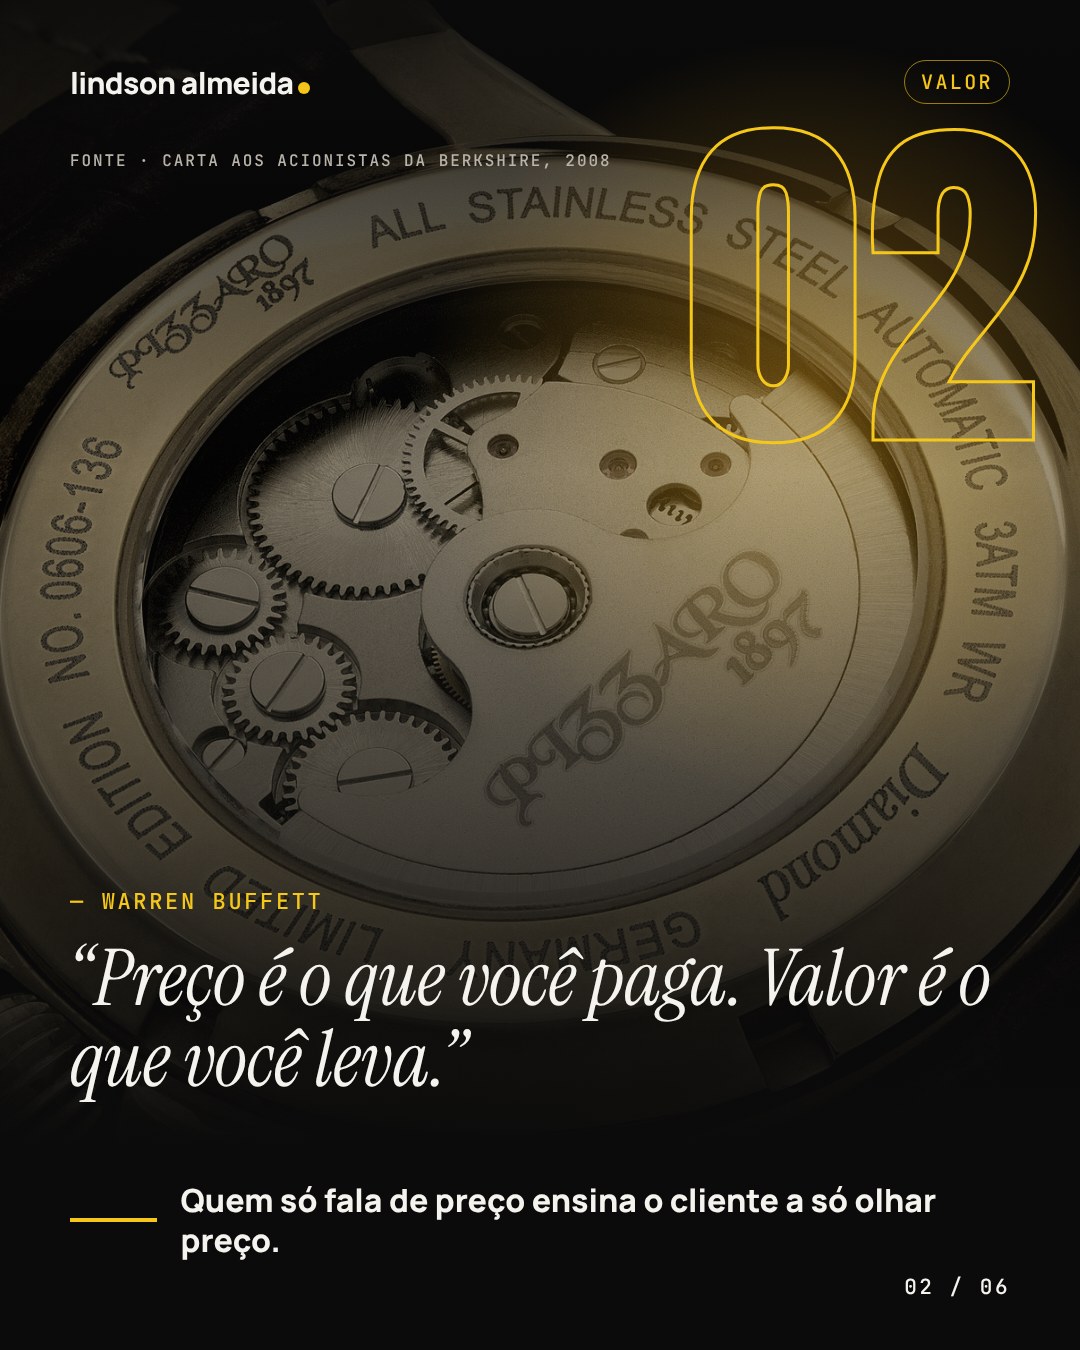 lindson almeida.
VALOR
FONTE · CARTA AOS ACIONISTAS DA BERKSHIRE, 2008
02
ALL STAINLESS STEEL AUTOMATIC 3ATM WR
PIZZARO
1897
NO. 0606-136
PIZZARO
1897
Diamond
LIMITED EDITION
GERMANY
— WARREN BUFFETT
“Preço é o que você paga. Valor é o
que você leva.”
Quem só fala de preço ensina o cliente a só olhar
preço.
02 / 06